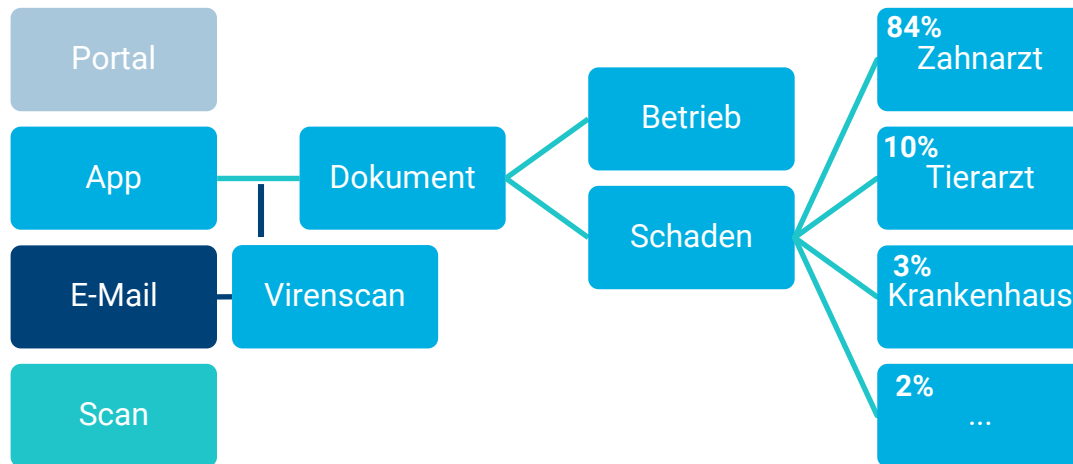 Portal
App
E-Mail
Scan
Dokument
Virenscan
Betrieb
Schaden
84%
Zahnarzt
10%
Tierarzt
3%
Krankenhaus
2%
...